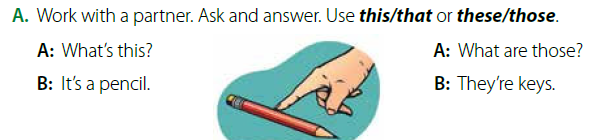 A. Work with a partner. Ask and answer. Use this/that or these/those.
A: What's this?
B: It's a pencil.
A: What are those?
B: They're keys.